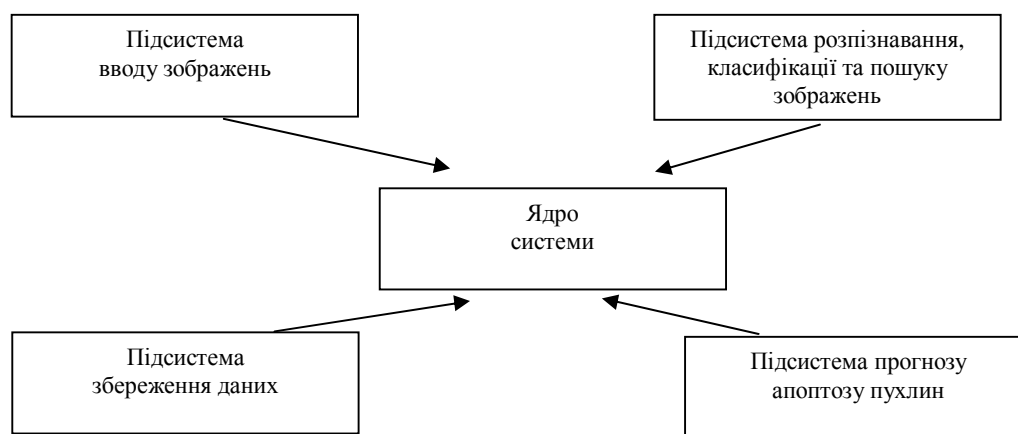 Підсистема
вводу зображень
Підсистема розпізнавання,
класифікації та пошуку
зображень
Ядро
системи
Підсистема
збереження даних
Підсистема прогнозу
апоптозу пухлин